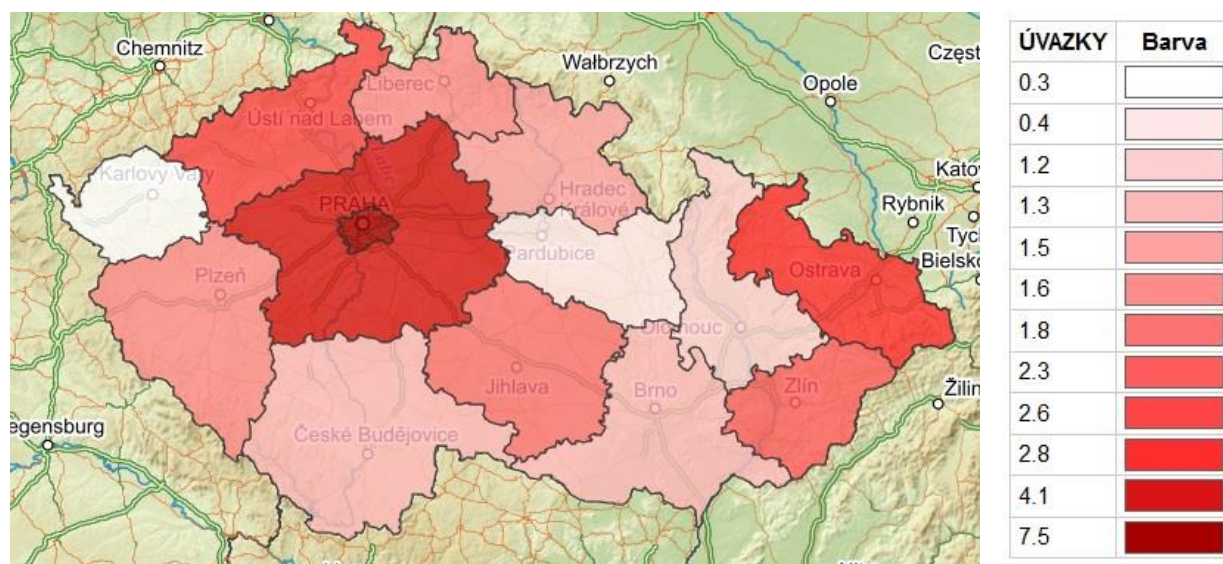 Chemnitz
Wałbrzych
Częst
Opole
Liberec
Ústí nad Labem
Karlovy Vary
Katov
Hradec
Králové
PRAHA
Rybnik
Pardubice
Tych
Bielsko
Plzeň
Ostrava
Olomouc
Jihlava
Brno
Zlín
Žilin
egensburg
České Budějovice
ÚVAZKY Barva
0.3
0.4
1.2
1.3
1.5
1.6
1.8
2.3
2.6
2.8
4.1
7.5